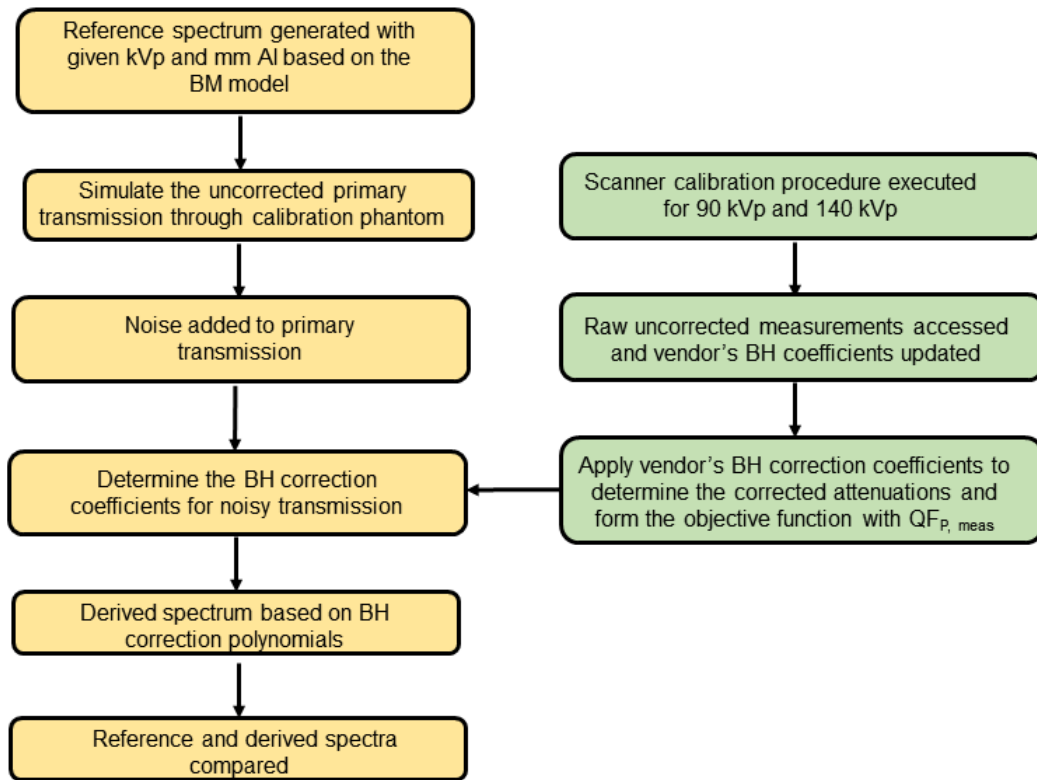 Reference spectrum generated with
given kVp and mm Al based on the
BM model
Simulate the uncorrected primary
transmission through calibration phantom
Noise added to primary
transmission
Determine the BH correction
coefficients for noisy transmission
Derived spectrum based on BH
correction polynomials
Reference and derived spectra
compared
Scanner calibration procedure executed
for 90 kVp and 140 kVp
Raw uncorrected measurements accessed
and vendor’s BH coefficients updated
Apply vendor’s BH correction coefficients to
determine the corrected attenuations and
form the objective function with QFP, meas